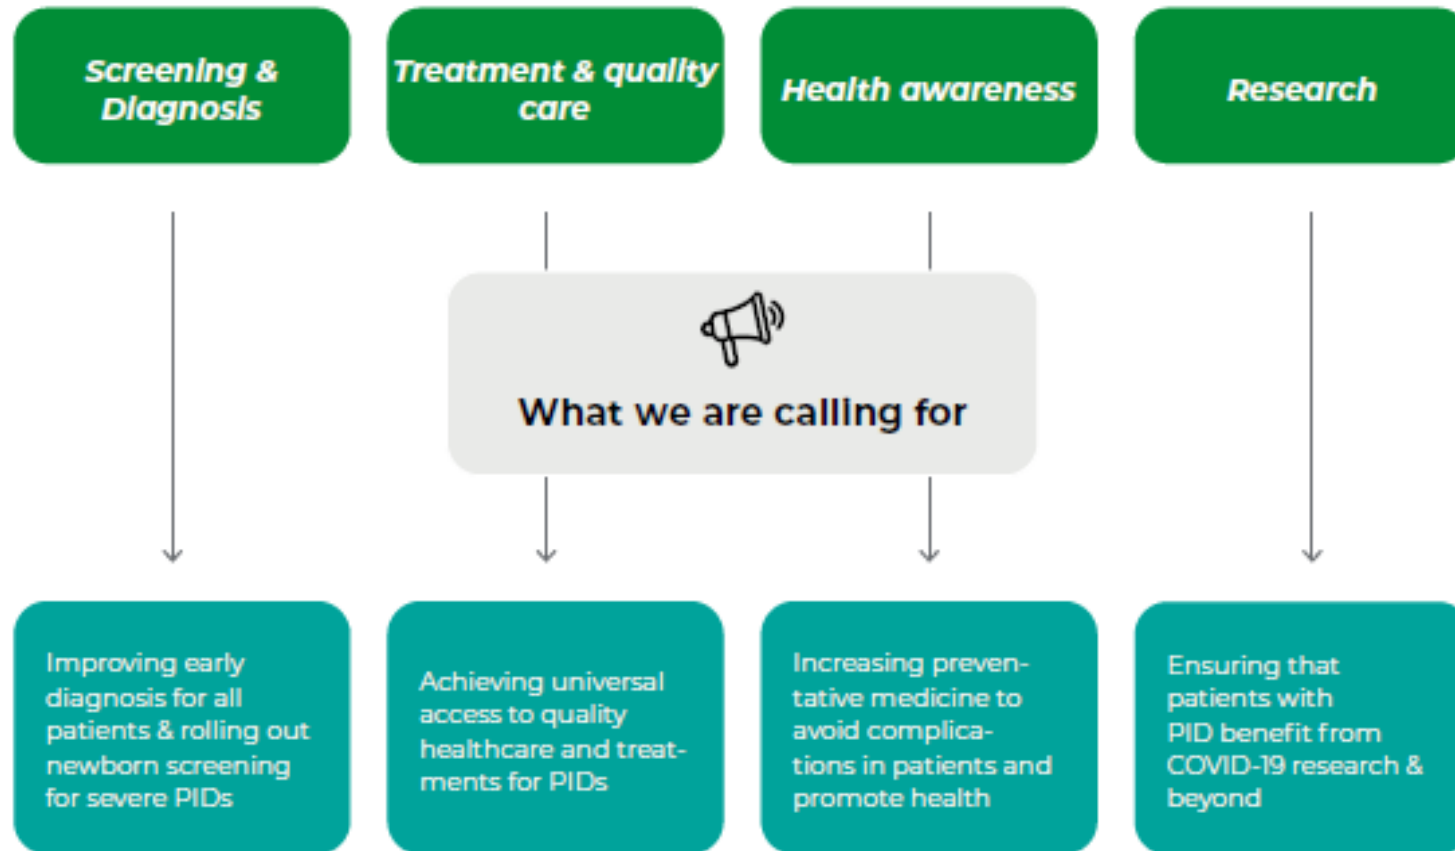 Screening &
Diagnosis
Treatment & quality
care
Health awareness
Research
What we are calling for
Improving early
diagnosis for all
patients & rolling out
newborn screening
for severe PIDs
Achieving universal
access to quality
healthcare and treat-
ments for PIDs
Increasing preven-
tative medicine to
avoid complica-
tions in patients and
promote health
Ensuring that
patients with
PID benefit from
COVID-19 research &
beyond